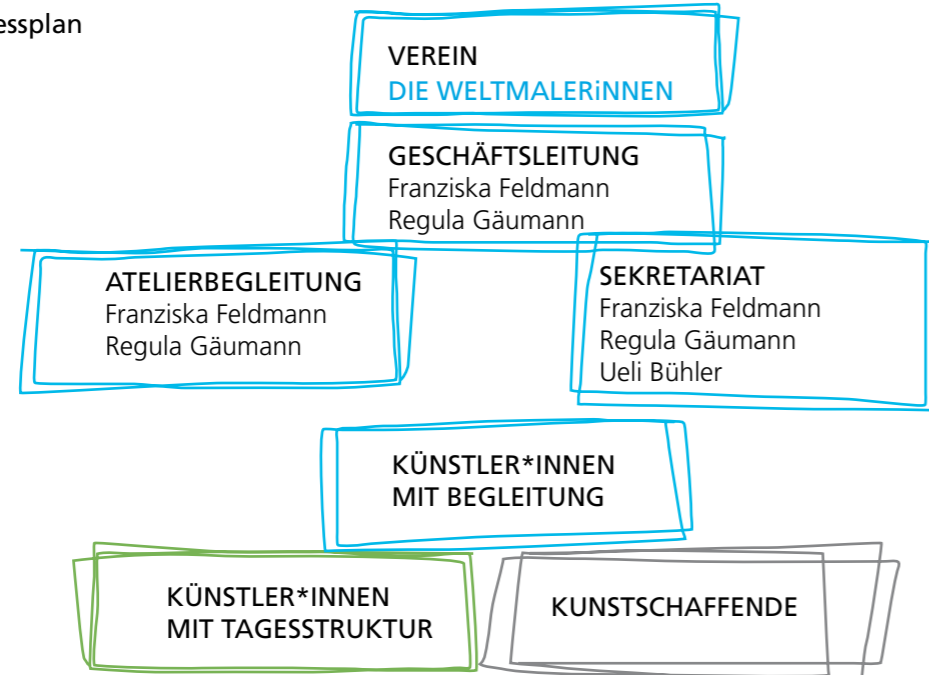 essplan
VEREIN
DIE WELTMALERiNNEN
GESCHÄFTSLEITUNG
Franziska Feldmann
Regula Gäumann
ATELIERBEGLEITUNG
Franziska Feldmann
Regula Gäumann
SEKRETARIAT
Franziska Feldmann
Regula Gäumann
Ueli Bühler
KÜNSTLER*INNEN
MIT BEGLEITUNG
KÜNSTLER*INNEN
MIT TAGESSTRUKTUR
KUNSTSCHAFFENDE